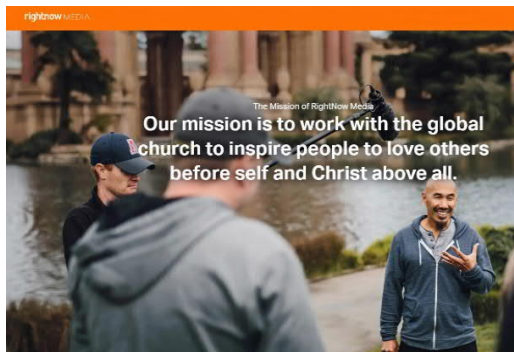 rightnow MEDIA
The Mission of RightNow Media
Our mission is to work with the global
church to inspire people to love others
before self and Christ above all.